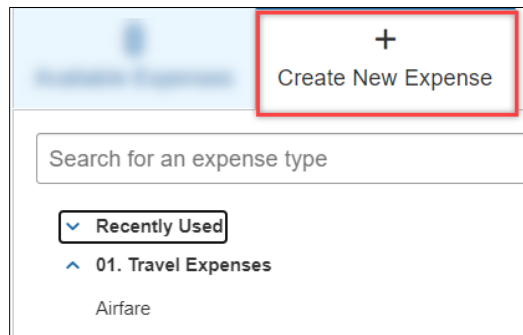 +
Create New Expense
Search for an expense type
Recently Used
01. Travel Expenses
Airfare